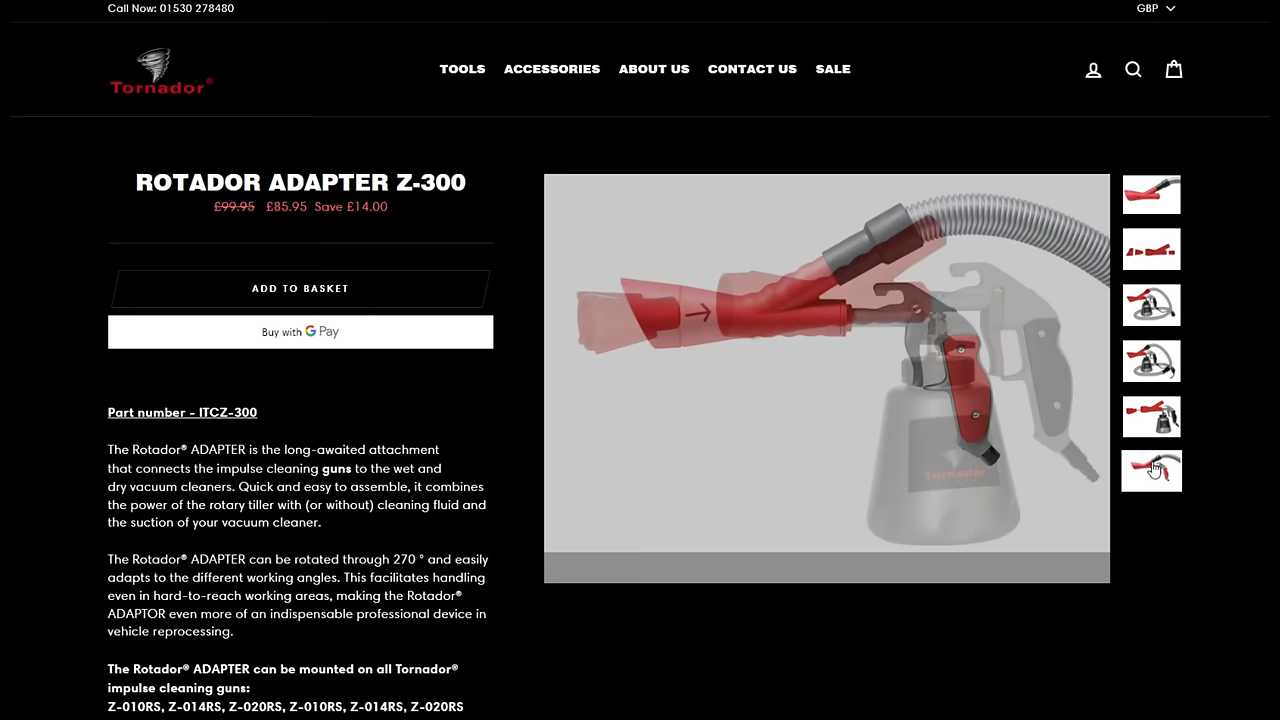 Call Now: 01530 278480
GBP
Tornador®
TOOLS ACCESSORIES ABOUT US CONTACT US SALE
ROTADOR ADAPTER Z-300
£99.95 £85.95 Save £14.00
ADD TO BASKET
Buy with G Pay
Part number - ITCZ-300
The Rotador® ADAPTER is the long-awaited attachment
that connects the impulse cleaning guns to the wet and
dry vacuum cleaners. Quick and easy to assemble, it combines
the power of the rotary tiller with (or without) cleaning fluid and
the suction of your vacuum cleaner.
The Rotador® ADAPTER can be rotated through 270 ° and easily
adapts to the different working angles. This facilitates handling
even in hard-to-reach working areas, making the Rotador®
ADAPTOR even more of an indispensable professional device in
vehicle reprocessing.
The Rotador® ADAPTER can be mounted on all Tornador®
impulse cleaning guns:
Z-010RS, Z-014RS, Z-020RS, Z-010RS, Z-014RS, Z-020RS
Tornador